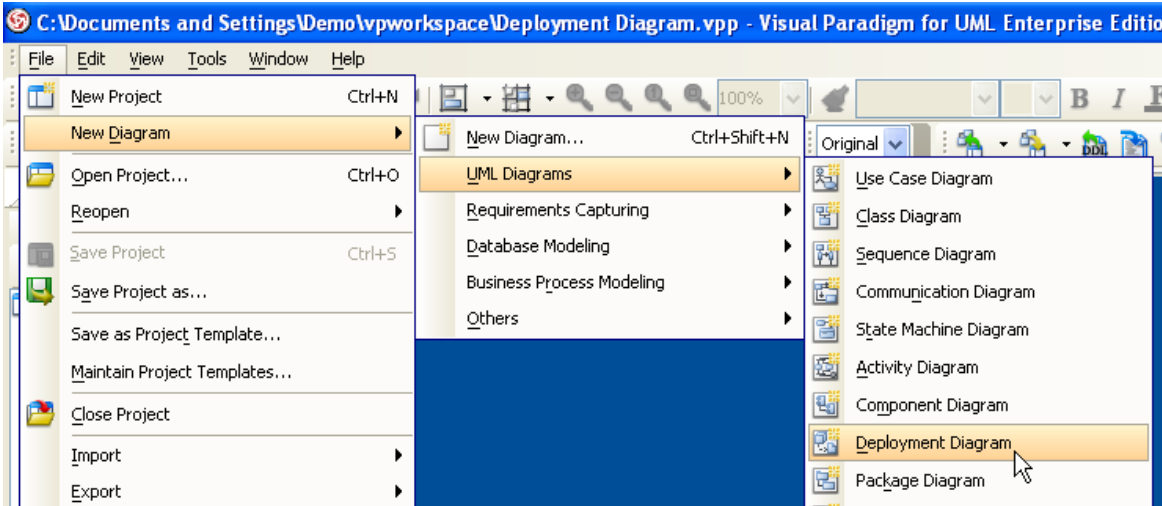 C:\Documents and Settings\Demo\vpworkspace\Deployment Diagram.vpp - Visual Paradigm for UML Enterprise Editio
File Edit View Tools Window Help
New Project Ctrl+N
New Diagram
Open Project... Ctrl+O
Reopen
Save Project Ctrl+S
Save Project as...
Save as Project Template...
Maintain Project Templates...
Close Project
Import
Export
100% B I F
New Diagram... Ctrl+Shift+N
UML Diagrams
Requirements Capturing
Database Modeling
Business Process Modeling
Others
Original DDL
Use Case Diagram
Class Diagram
Sequence Diagram
Communication Diagram
State Machine Diagram
Activity Diagram
Component Diagram
Deployment Diagram
Package Diagram